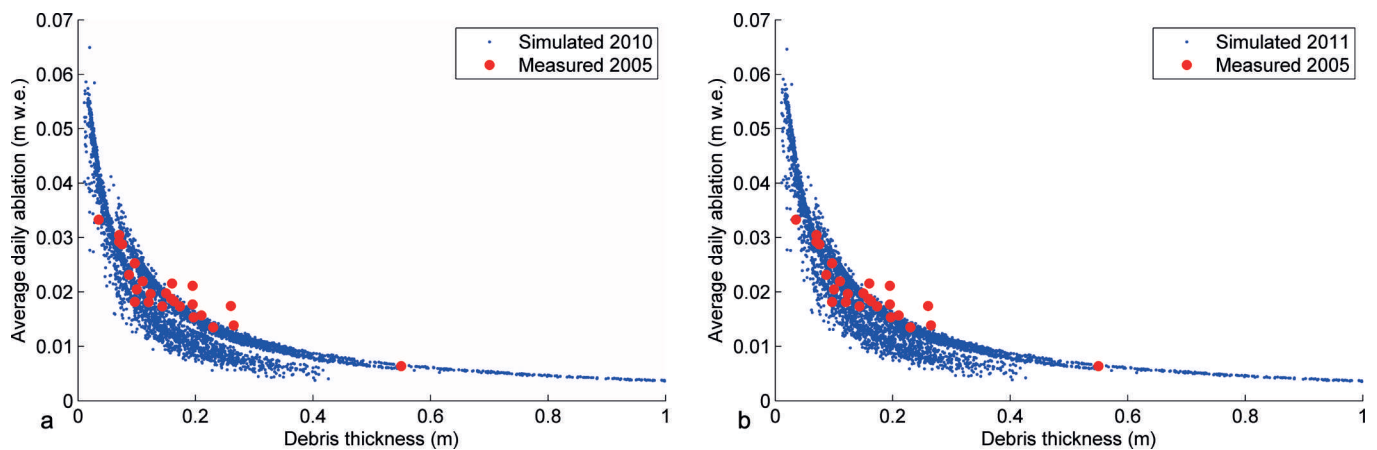 0.07
0.06
0.05
0.04
0.03
0.02
0.01
0
Average daily ablation (m w.e.)
Simulated 2010
Measured 2005
0 0.2 0.4 0.6 0.8 1
Debris thickness (m)
a
0.07
0.06
0.05
0.04
0.03
0.02
0.01
0
Average daily ablation (m w.e.)
Simulated 2011
Measured 2005
0 0.2 0.4 0.6 0.8 1
Debris thickness (m)
b